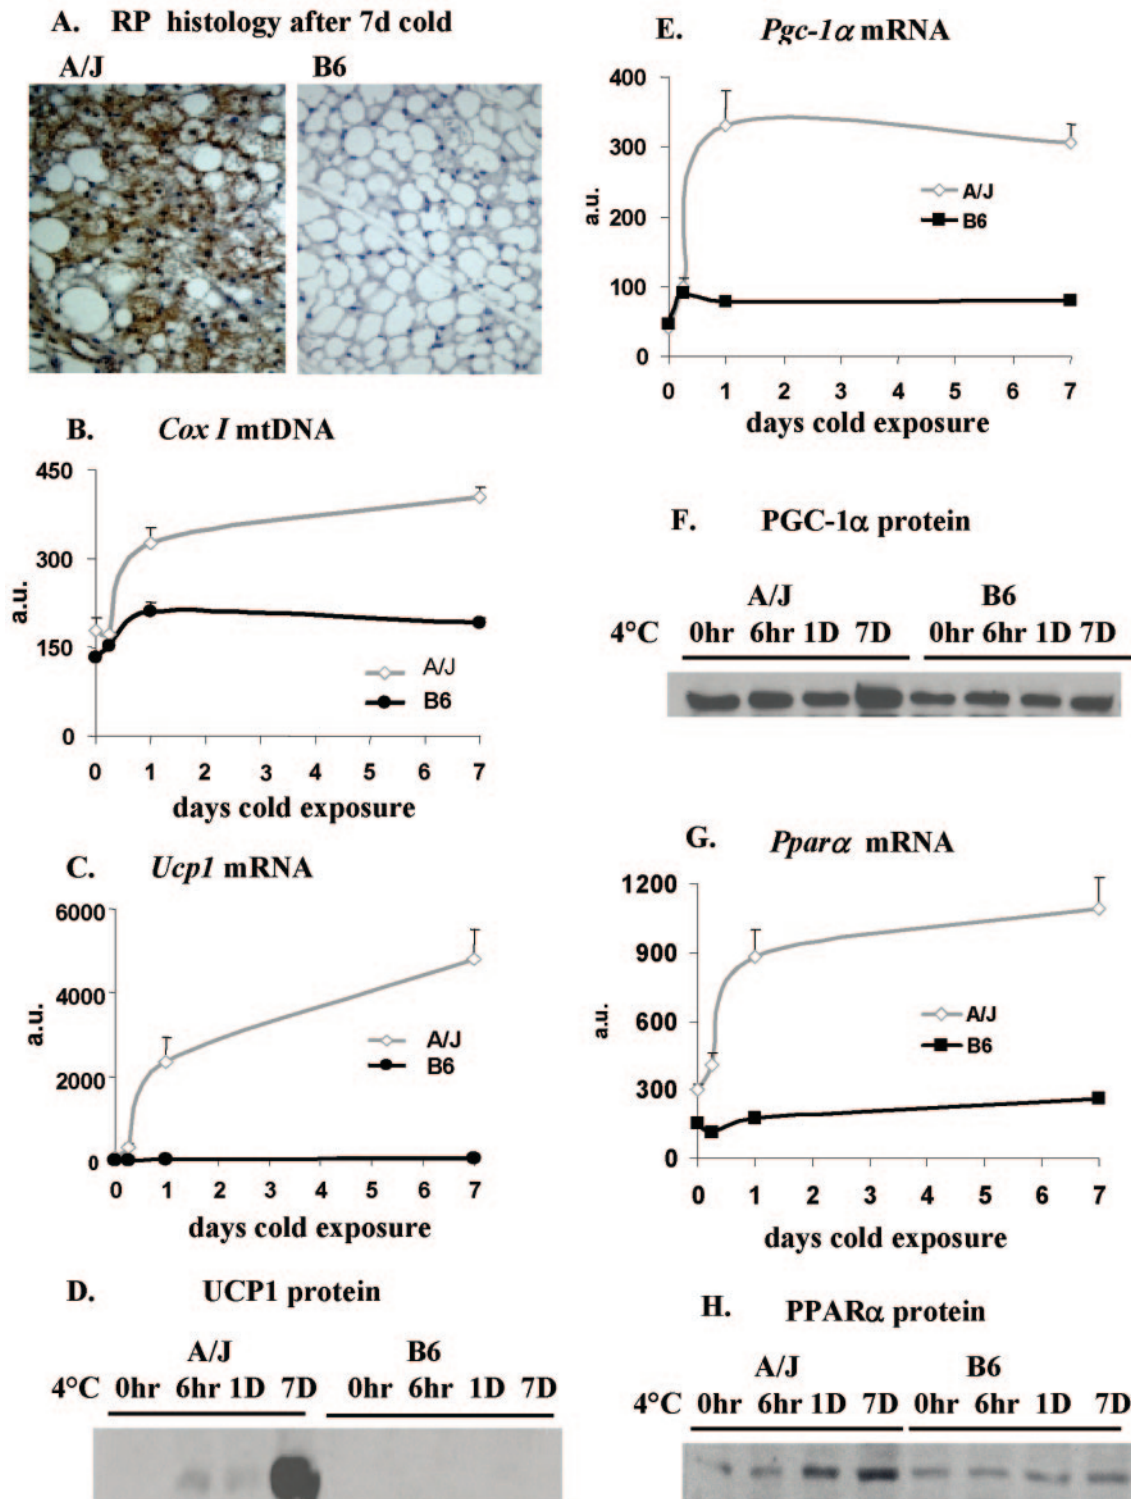 A. RP histology after 7d cold
A/J B6
B. Cox I mtDNA
450
300
150
0
a.u.
A/J
B6
0 1 2 3 4 5 6 7
days cold exposure
C. Ucp1 mRNA
6000
4000
2000
0
a.u.
A/J
B6
0 1 2 3 4 5 6 7
days cold exposure
D. UCP1 protein
A/J B6
4°C 0hr 6hr 1D 7D 0hr 6hr 1D 7D
E. Pgc-1α mRNA
400
300
200
100
0
a.u.
A/J
B6
0 1 2 3 4 5 6 7
days cold exposure
F. PGC-1α protein
A/J B6
4°C 0hr 6hr 1D 7D 0hr 6hr 1D 7D
G. Pparα mRNA
1200
900
600
300
0
a.u.
A/J
B6
0 1 2 3 4 5 6 7
days cold exposure
H. PPARα protein
A/J B6
4°C 0hr 6hr 1D 7D 0hr 6hr 1D 7D